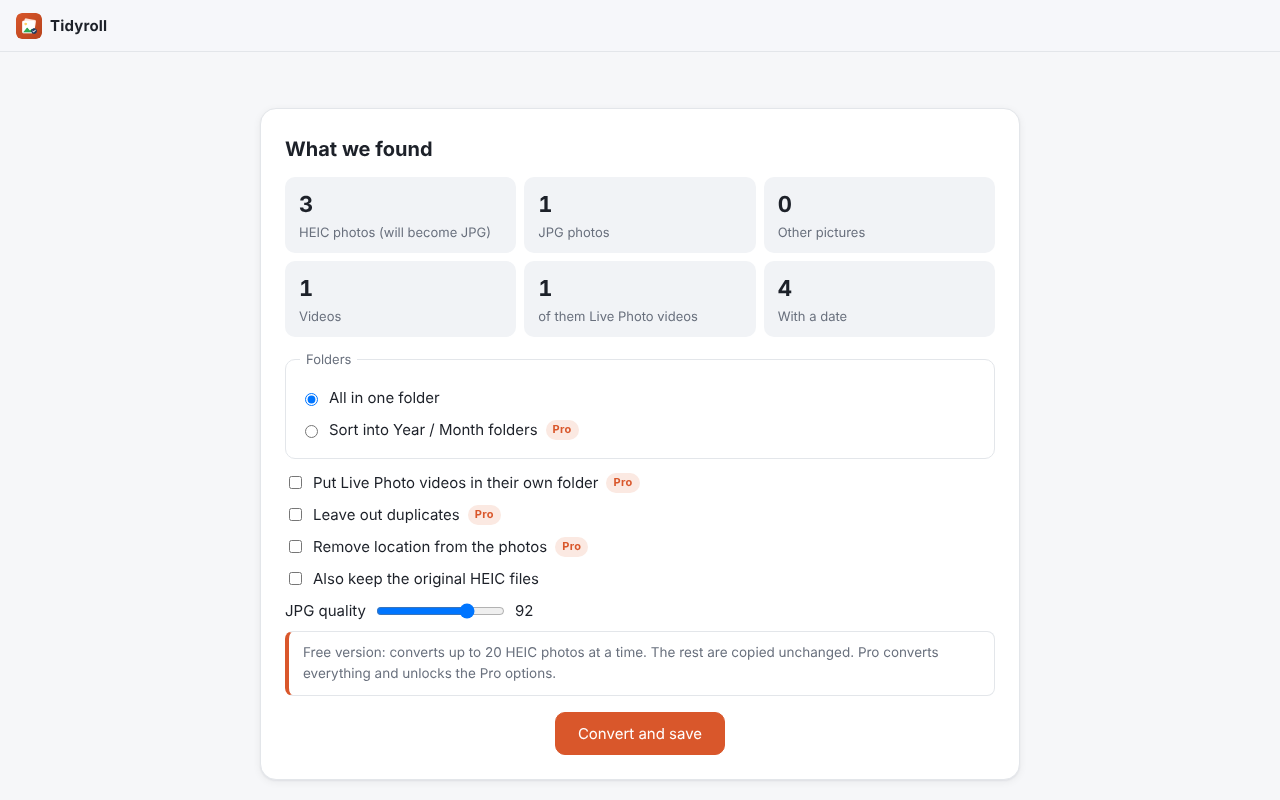 Tidyroll
What we found
3
HEIC photos (will become JPG)
1
JPG photos
0
Other pictures
1
Videos
1
of them Live Photo videos
4
With a date
Folders
All in one folder
Sort into Year / Month folders Pro
Put Live Photo videos in their own folder Pro
Leave out duplicates Pro
Remove location from the photos Pro
Also keep the original HEIC files
JPG quality 92
Free version: converts up to 20 HEIC photos at a time. The rest are copied unchanged. Pro converts
everything and unlocks the Pro options.
Convert and save